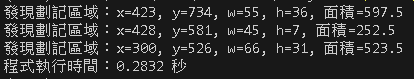 發現劃記區域：x=423, y=734, w=55, h=36, 面積=597.5
發現劃記區域：x=428, y=581, w=45, h=7, 面積=252.5
發現劃記區域：x=300, y=526, w=66, h=31, 面積=523.5
程式執行時間：0.2832 秒